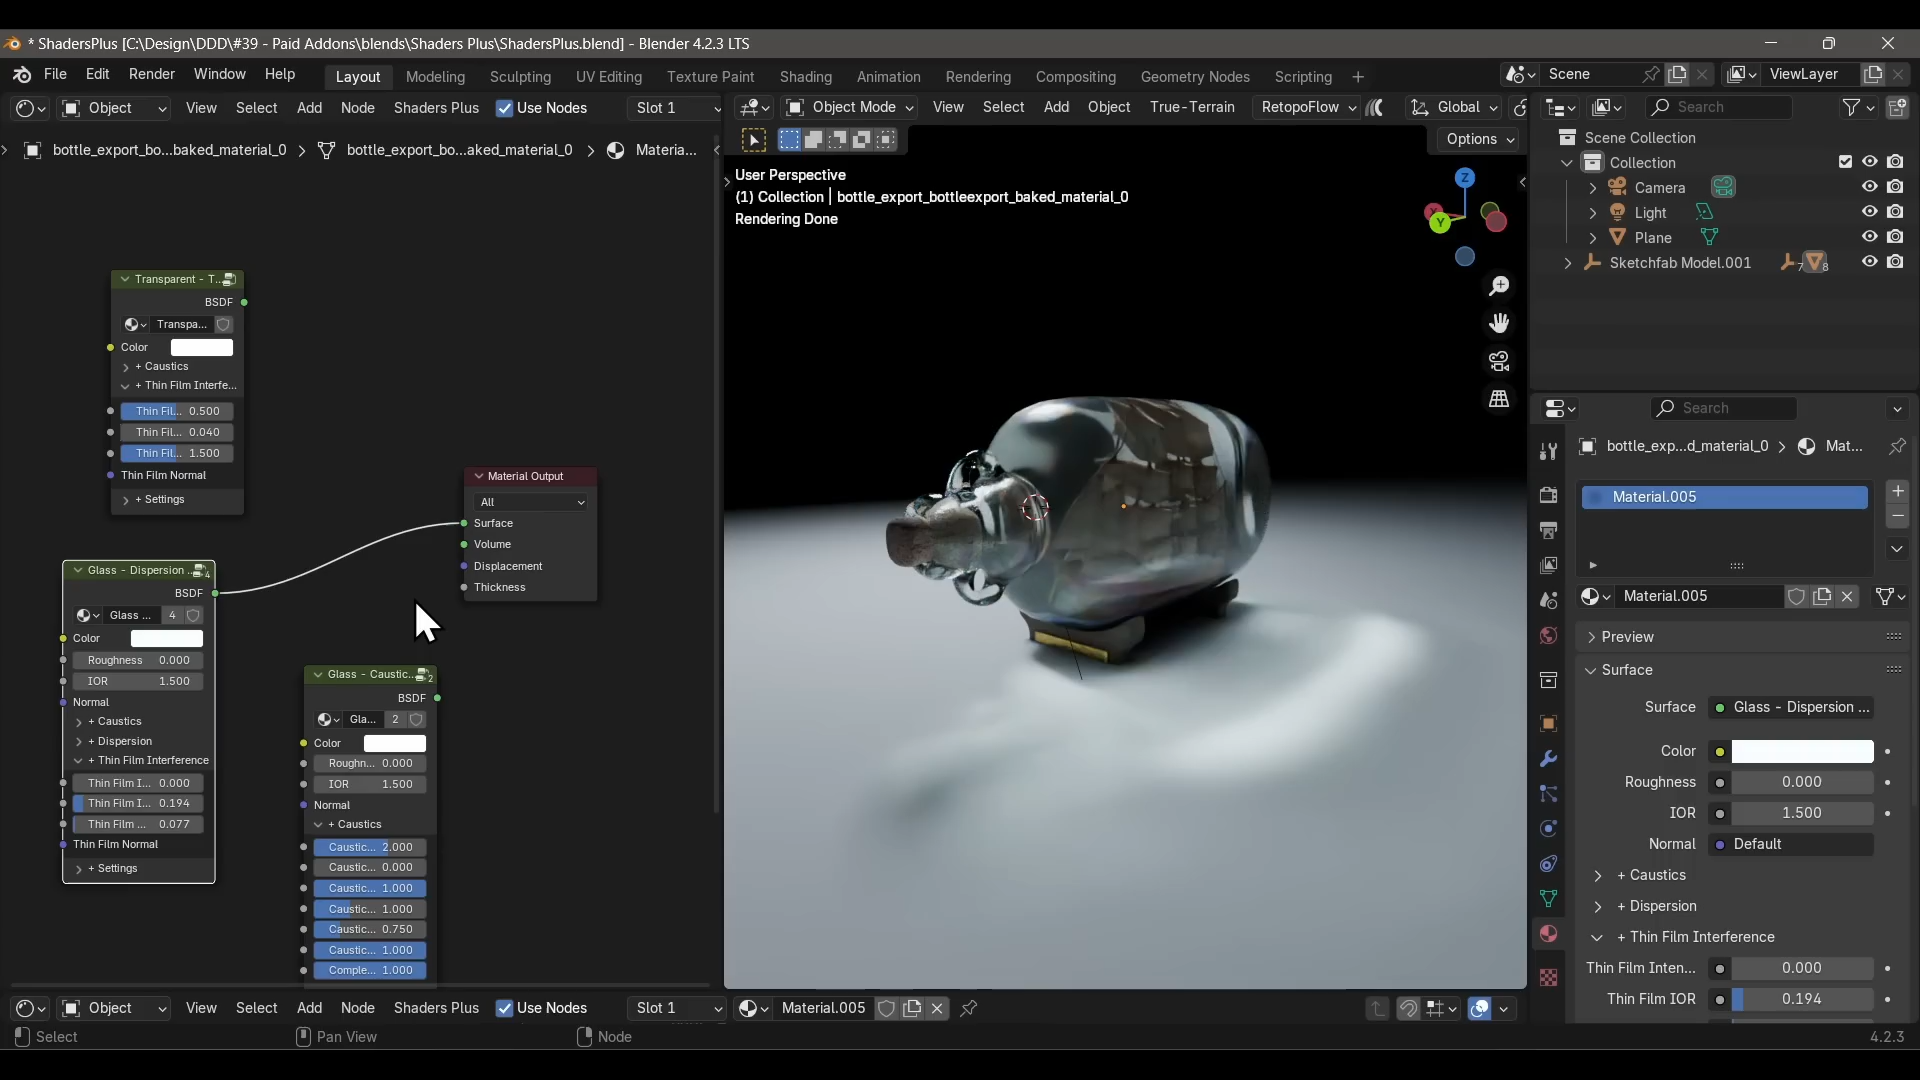 * ShadersPlus [C:\Design\DDD\#39 - Paid Addons\blends\Shaders Plus\ShadersPlus.blend] - Blender 4.2.3 LTS
File Edit Render Window Help Layout Modeling Sculpting UV Editing Texture Paint Shading Animation Rendering Compositing Geometry Nodes Scripting + Scene ViewLayer
Object View Select Add Node Shaders Plus Use Nodes Slot 1
Object Mode View Select Add Object True-Terrain RetopoFlow Global
Search
Options
bottle_export_bo...baked_material_0 > bottle_export_bo...aked_material_0 > Materia...
User Perspective
(1) Collection | bottle_export_bottleexport_baked_material_0
Rendering Done
Z
Y
Scene Collection
Collection
Camera
Light
Plane
Sketchfab Model.001 7 8
Transparent - T...
BSDF
Transpa...
Color
+ Caustics
+ Thin Film Interfe...
Thin Fil... 0.500
Thin Fil... 0.040
Thin Fil... 1.500
Thin Film Normal
+ Settings
Material Output
All
Surface
Volume
Displacement
Thickness
Glass - Dispersion ... 4
BSDF
Glass ... 4
Color
Roughness 0.000
IOR 1.500
Normal
+ Caustics
+ Dispersion
+ Thin Film Interference
Thin Film I... 0.000
Thin Film I... 0.194
Thin Film ... 0.077
Thin Film Normal
+ Settings
Glass - Caustic... 2
BSDF
Gla... 2
Color
Roughn... 0.000
IOR 1.500
Normal
+ Caustics
Caustic... 2.000
Caustic... 0.000
Caustic... 1.000
Caustic... 1.000
Caustic... 0.750
Caustic... 1.000
Comple... 1.000
Search
bottle_exp...d_material_0 > Mat...
Material.005
Material.005
Preview
Surface
Surface Glass - Dispersion ...
Color
Roughness 0.000
IOR 1.500
Normal Default
+ Caustics
+ Dispersion
+ Thin Film Interference
Thin Film Inten... 0.000
Thin Film IOR 0.194
Object View Select Add Node Shaders Plus Use Nodes Slot 1 Material.005
Select Pan View Node 4.2.3